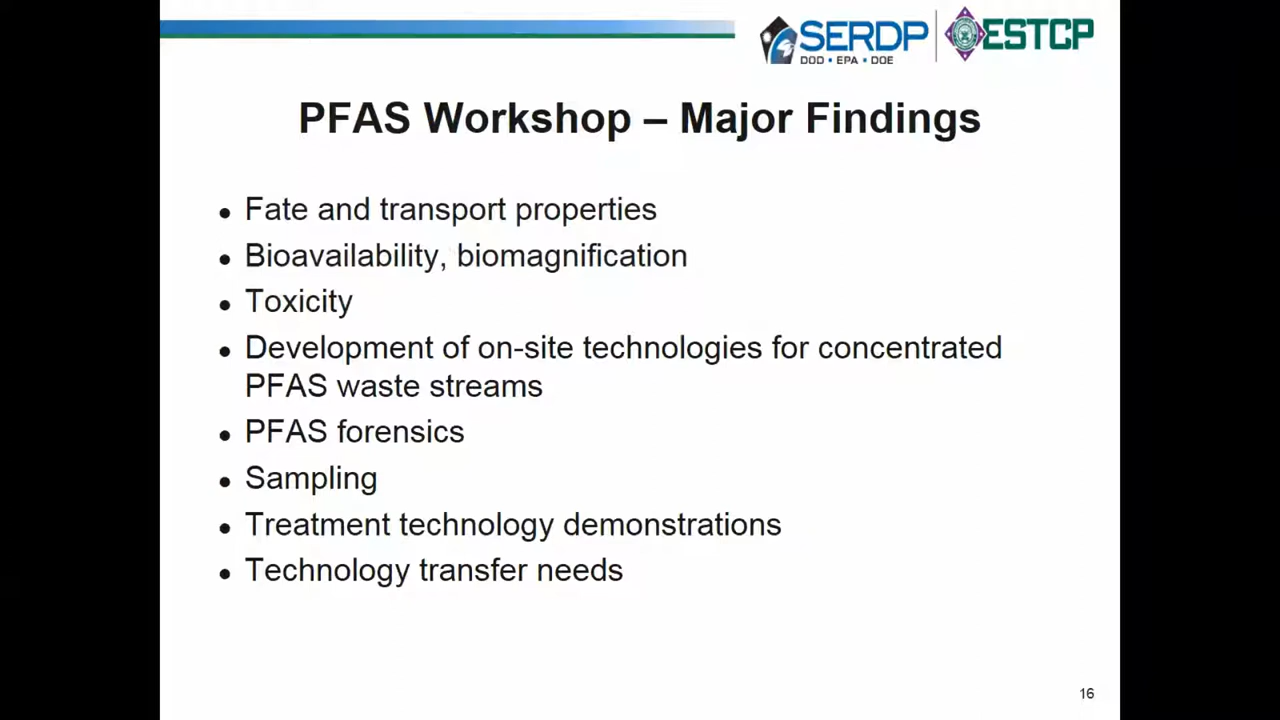 SERDP
DOD • EPA • DOE
ESTCP
PFAS Workshop – Major Findings
• Fate and transport properties
• Bioavailability, biomagnification
• Toxicity
• Development of on-site technologies for concentrated
PFAS waste streams
• PFAS forensics
• Sampling
• Treatment technology demonstrations
• Technology transfer needs
16